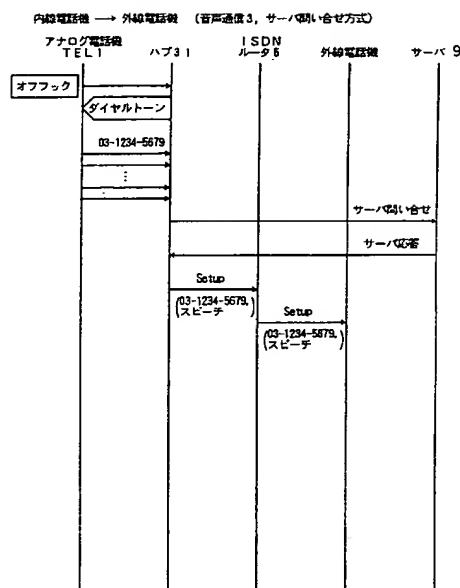 内線電話機 ―→ 外線電話機 (音声通信3, サーバ問い合せ方式)
アナログ電話機 ISDN
TEL1 ハブ31 ルータ5 外線電話機 サーバ 9
オフフック
ダイヤルトーン
03-1234-5679
⋮
サーバ問い合せ
サーバ応答
Setup
(03-1234-5679,
スピーチ)
Setup
(03-1234-5679,
スピーチ)